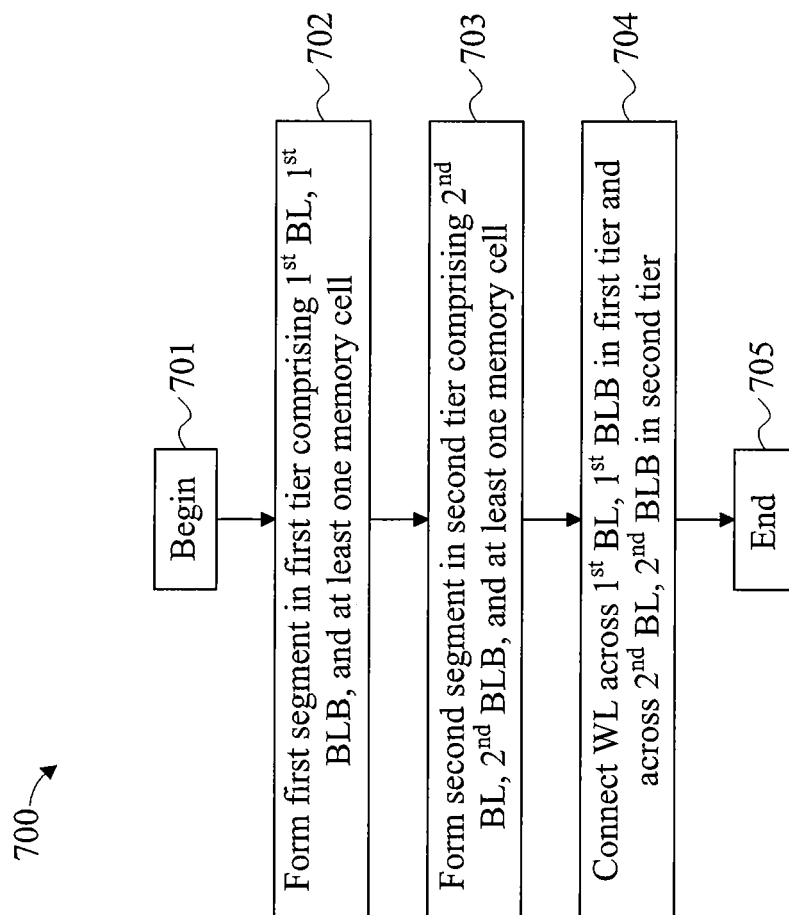 700
Begin
701
Form first segment in first tier comprising 1st BL, 1st
BLB, and at least one memory cell
702
Form second segment in second tier comprising 2nd
BL, 2nd BLB, and at least one memory cell
703
Connect WL across 1st BL, 1st BLB in first tier and
across 2nd BL, 2nd BLB in second tier
704
End
705